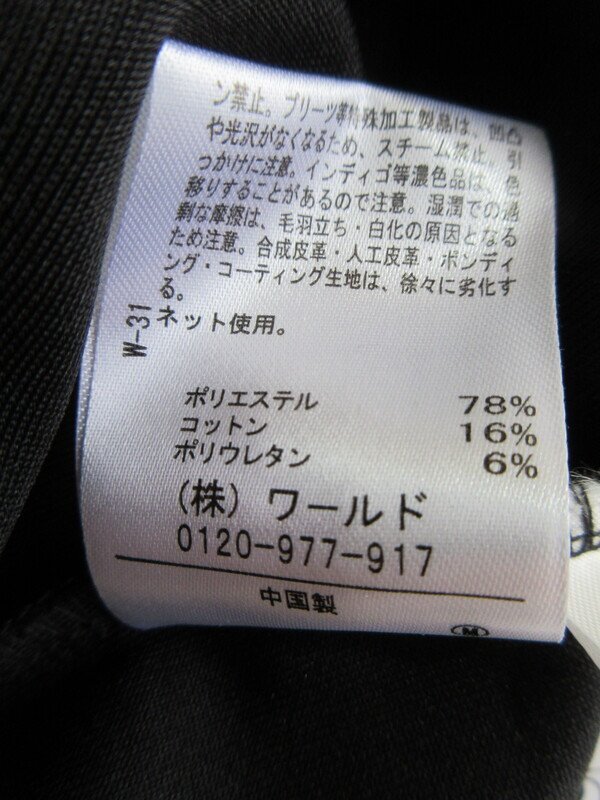 ン禁止。プリーツ等特殊加工製品は、凹凸
や光沢がなくなるため、スチーム禁止。引
っかけに注意。インディゴ等濃色品は、色
移りすることがあるので注意。湿潤での過
剰な摩擦は、毛羽立ち・白化の原因となる
ため注意。合成皮革・人工皮革・ボンディ
ング・コーティング生地は、徐々に劣化す
る。
ネット使用。
W-31
ポリエステル 78%
コットン 16%
ポリウレタン 6%
(株) ワールド
0120-977-917
中国製
M